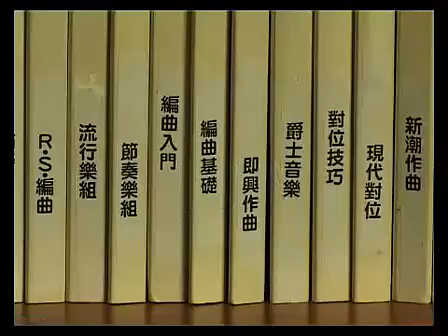 R.S.編曲
流行樂組
節奏樂組
編曲入門
編曲基礎
即興作曲
爵士音樂
對位技巧
現代對位
新潮作曲